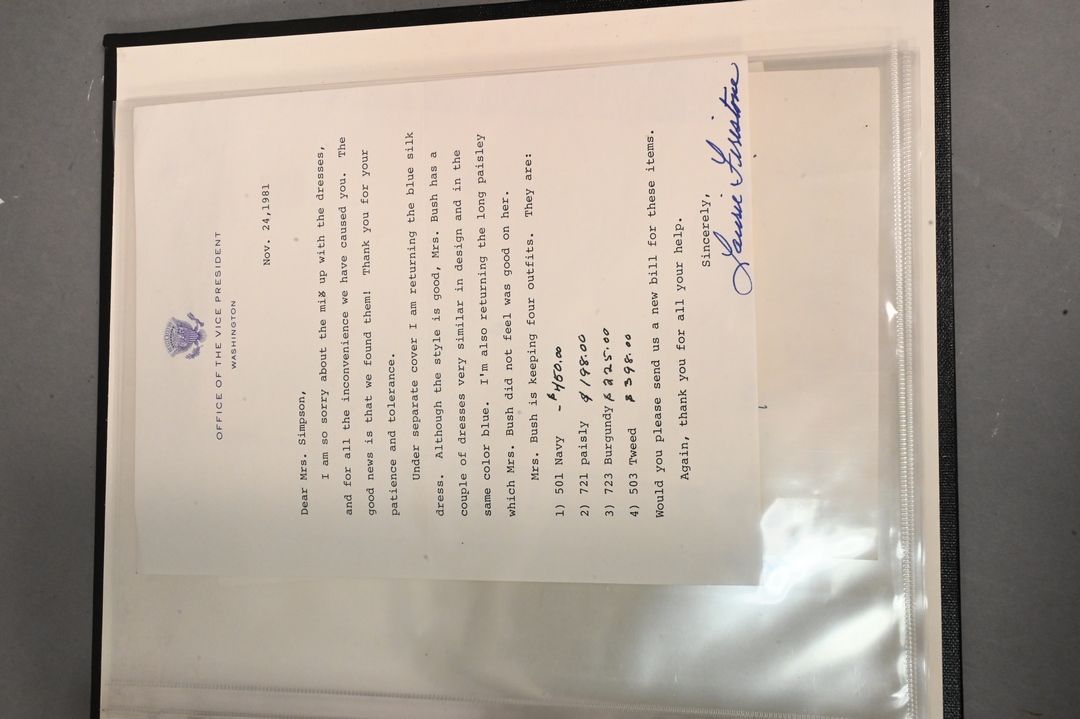 OFFICE OF THE VICE PRESIDENT
WASHINGTON
Nov. 24,1981
Dear Mrs. Simpson,
I am so sorry about the mix up with the dresses,
and for all the inconvenience we have caused you. The
good news is that we found them! Thank you for your
patience and tolerance.
Under separate cover I am returning the blue silk
dress. Although the style is good, Mrs. Bush has a
couple of dresses very similar in design and in the
same color blue. I'm also returning the long paisley
which Mrs. Bush did not feel was good on her.
Mrs. Bush is keeping four outfits. They are:
1) 501 Navy - $450.00
2) 721 paisly $198.00
3) 723 Burgundy $225.00
4) 503 Tweed $398.00
Would you please send us a new bill for these items.
Again, thank you for all your help.
Sincerely,
Laurie Firestone